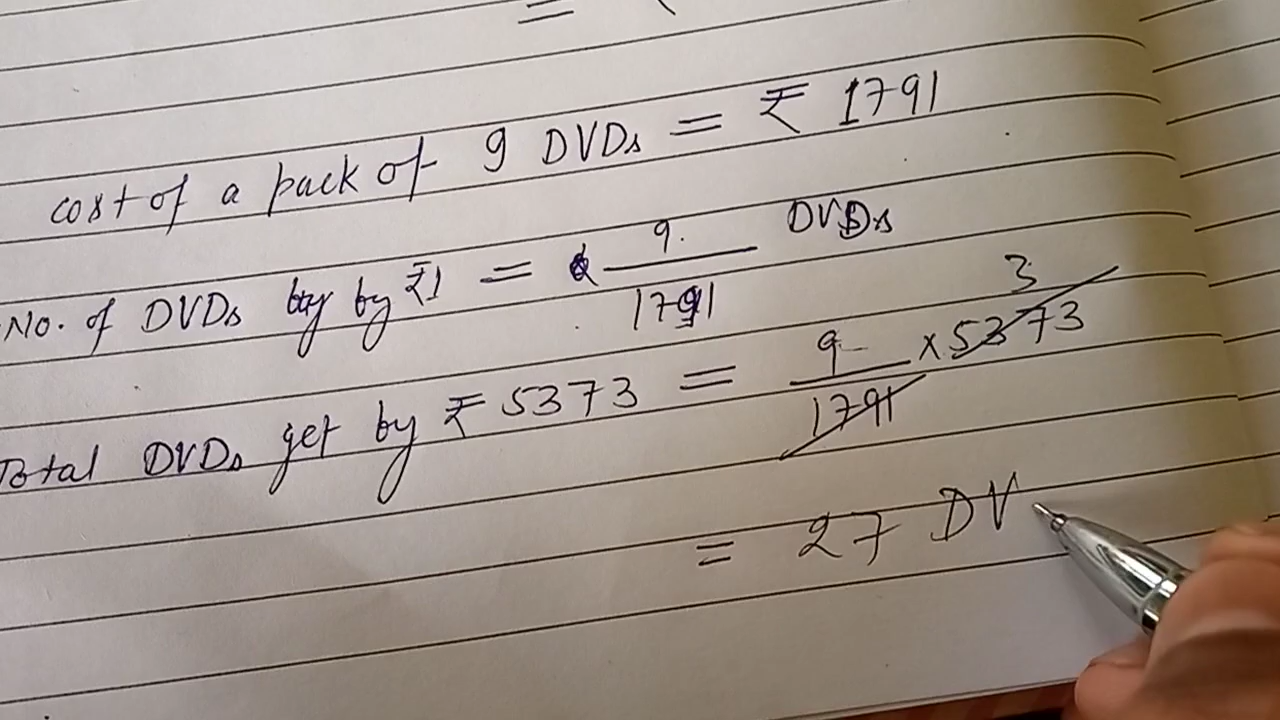 =
cost of a pack of 9 DVDs = ₹ 1791
No. of DVDs by by ₹1 = 9/1791 DVDs
Total DVDs get by ₹ 5373 = 9/1791 × 5373 3
= 27 DV